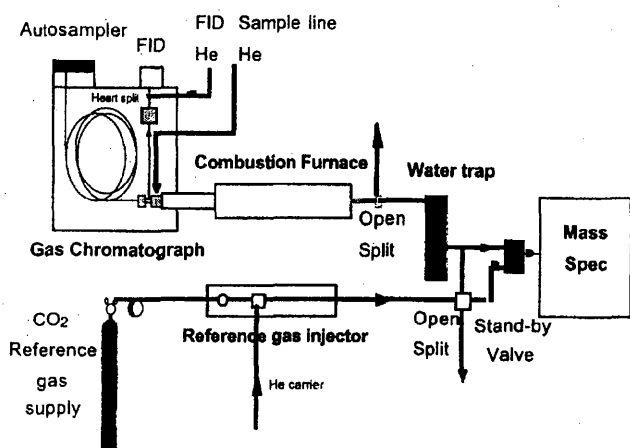 Autosampler
FID
FID Sample line
He He
Heart split
Combustion Furnace
Water trap
Open
Split
Mass
Spec
Gas Chromatograph
CO2
Reference
gas
supply
Reference gas injector
He carrier
Open
Split
Stand-by
Valve